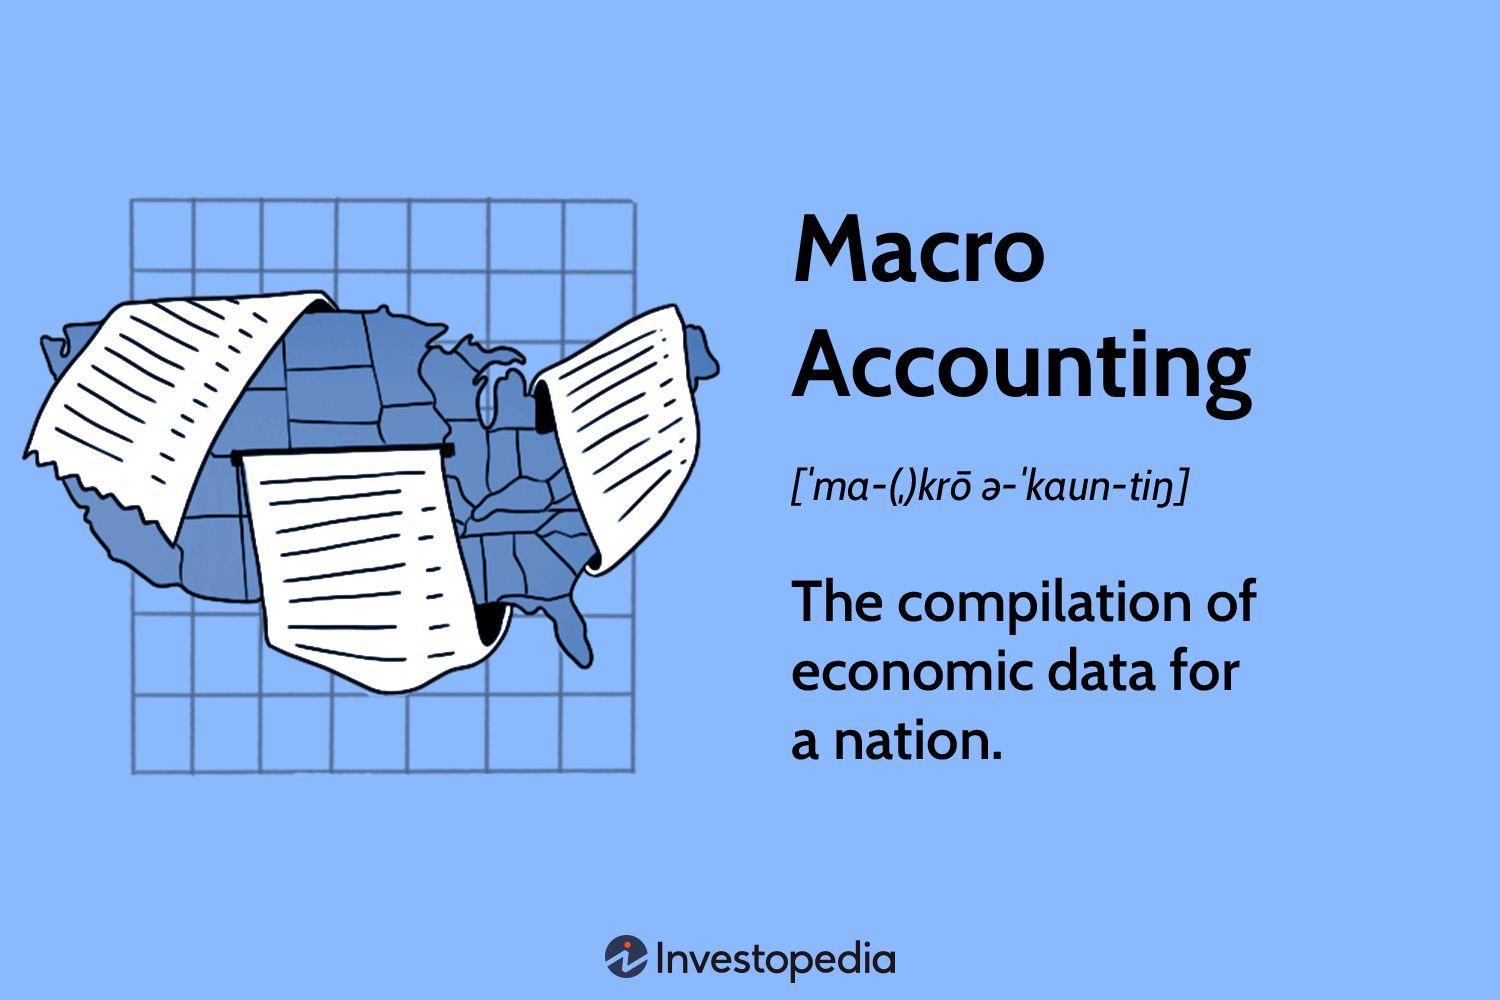 Macro
Accounting
[ˈma-(ˌ)krō ə-ˈkaun-tiŋ]
The compilation of
economic data for
a nation.
Investopedia